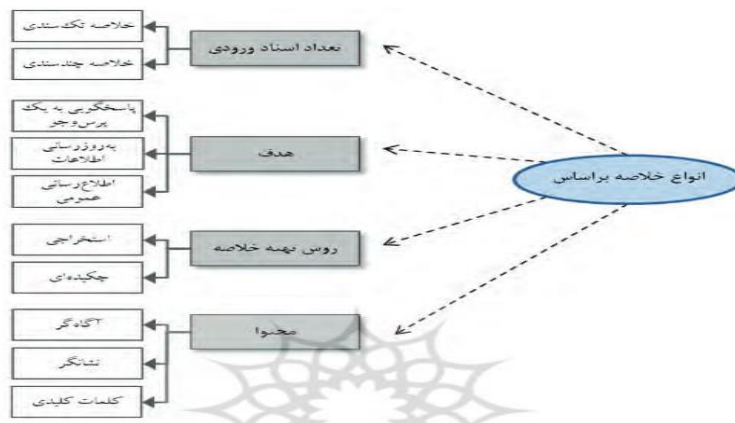 انواع خلاصه براساس
تعداد اسناد ورودی
خلاصه تک‌سندی
خلاصه چندسندی
هدف
پاسخگویی به یک
پرس‌وجو
به‌روزرسانی
اطلاعات
اطلاع‌رسانی
عمومی
روش تهیه خلاصه
استخراجی
چکیده‌ای
محتوا
آگاه‌گر
نشانگر
کلمات کلیدی